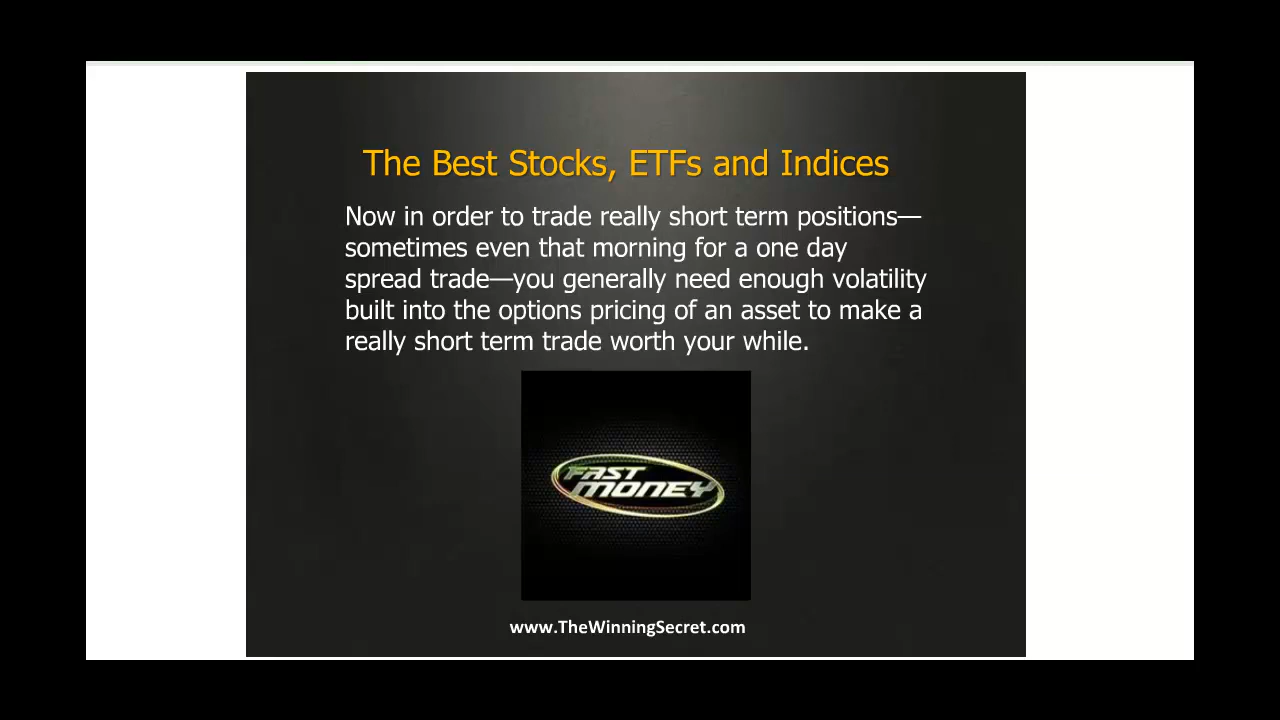 The Best Stocks, ETFs and Indices
Now in order to trade really short term positions—
sometimes even that morning for a one day
spread trade—you generally need enough volatility
built into the options pricing of an asset to make a
really short term trade worth your while.
FAST
MONEY
www.TheWinningSecret.com